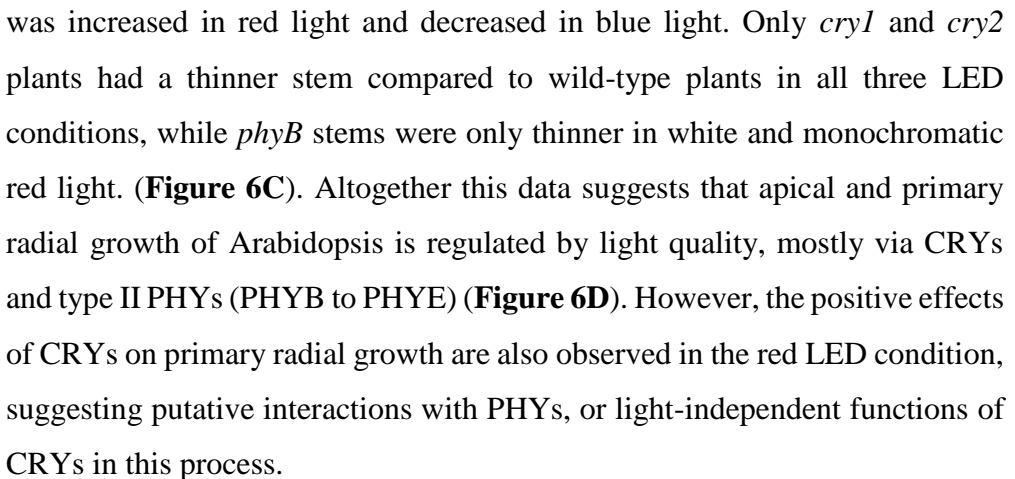 was increased in red light and decreased in blue light. Only cry1 and cry2
plants had a thinner stem compared to wild-type plants in all three LED
conditions, while phyB stems were only thinner in white and monochromatic
red light. (Figure 6C). Altogether this data suggests that apical and primary
radial growth of Arabidopsis is regulated by light quality, mostly via CRYs
and type II PHYs (PHYB to PHYE) (Figure 6D). However, the positive effects
of CRYs on primary radial growth are also observed in the red LED condition,
suggesting putative interactions with PHYs, or light-independent functions of
CRYs in this process.